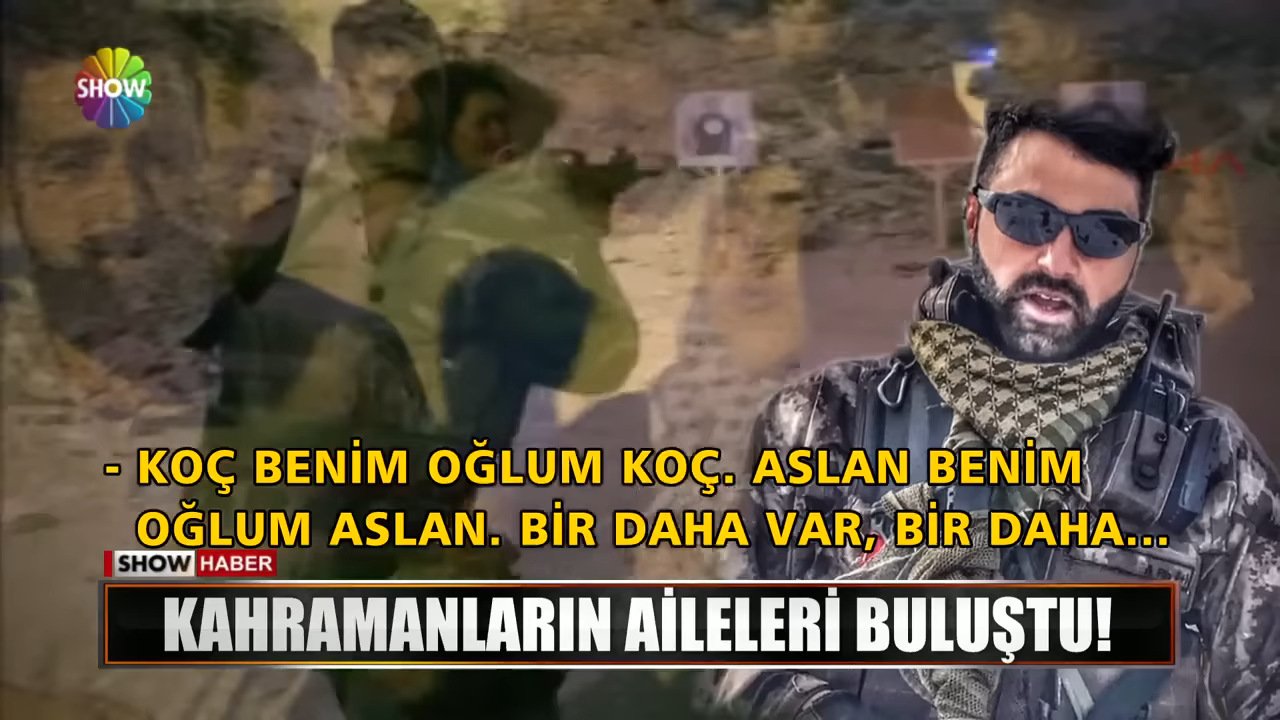 SHOW
- KOÇ BENİM OĞLUM KOÇ. ASLAN BENİM
OĞLUM ASLAN. BİR DAHA VAR, BİR DAHA...
SHOW HABER
KAHRAMANLARIN AİLELERİ BULUŞTU!